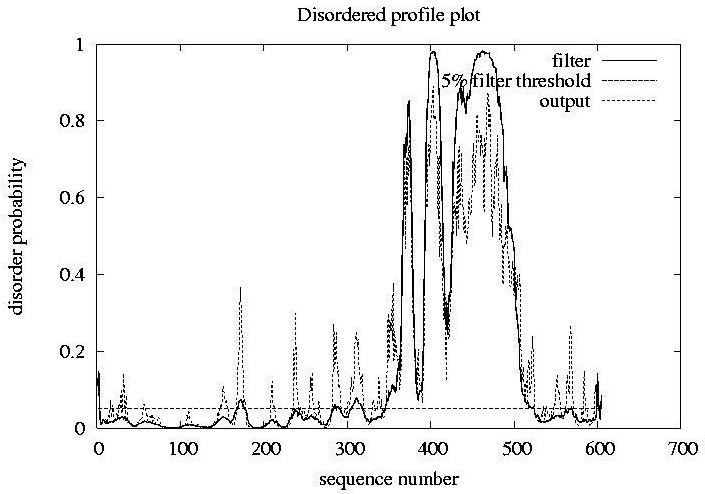 Disordered profile plot
1
0.8
0.6
0.4
0.2
0
0 100 200 300 400 500 600 700
disorder probability
sequence number
filter
5% filter threshold
output